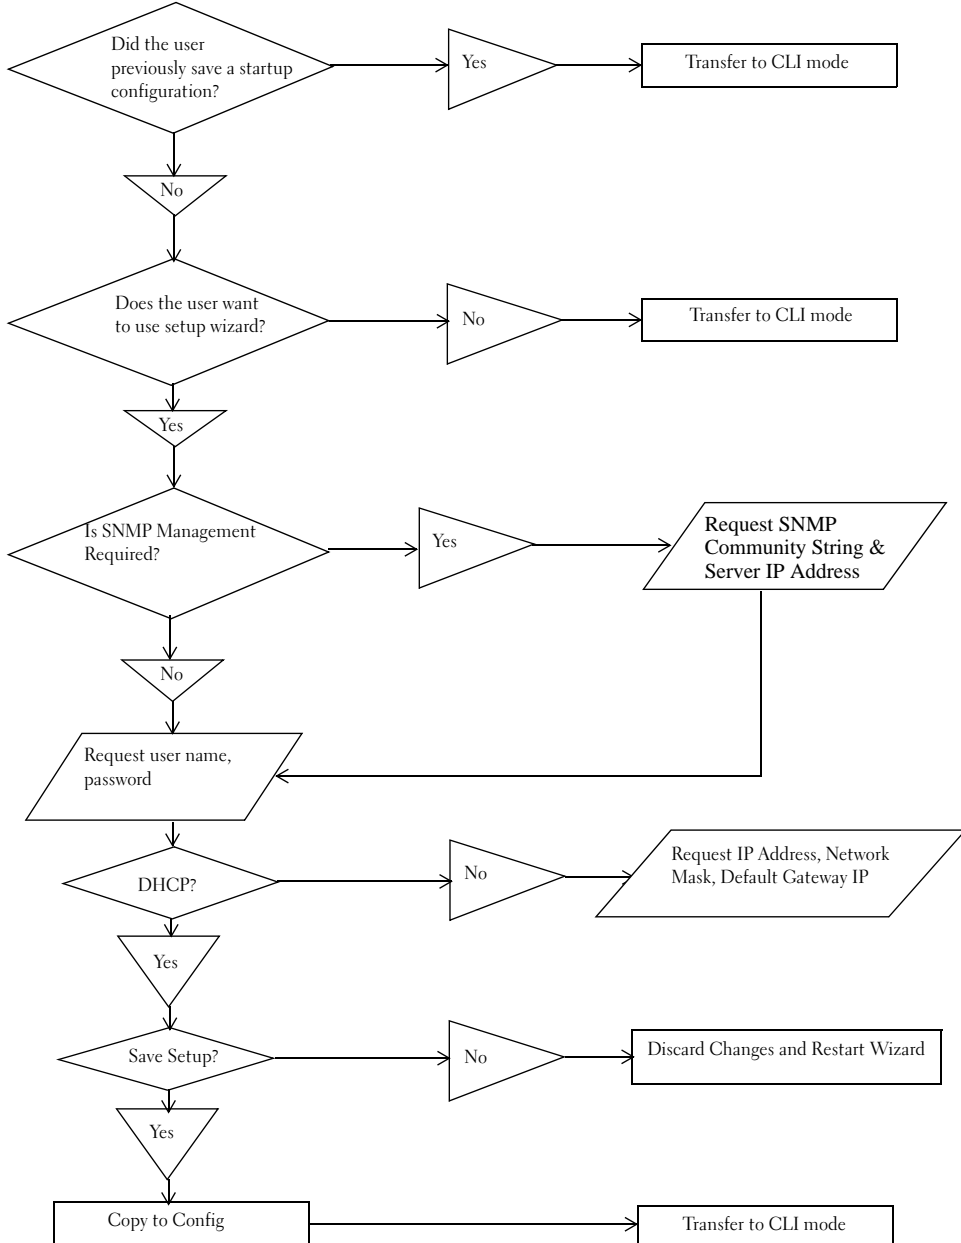 Did the user
previously save a startup
configuration?
Yes
Transfer to CLI mode
No
Does the user want
to use setup wizard?
No
Transfer to CLI mode
Yes
Is SNMP Management
Required?
Yes
Request SNMP
Community String &
Server IP Address
No
Request user name,
password
DHCP?
No
Request IP Address, Network
Mask, Default Gateway IP
Yes
Save Setup?
No
Discard Changes and Restart Wizard
Yes
Copy to Config
Transfer to CLI mode